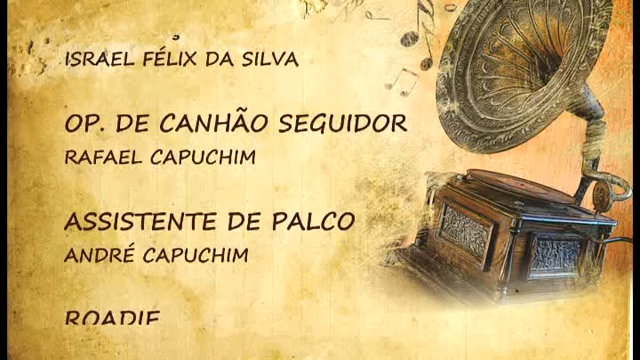 ISRAEL FÉLIX DA SILVA
OP. DE CANHÃO SEGUIDOR
RAFAEL CAPUCHIM
ASSISTENTE DE PALCO
ANDRÉ CAPUCHIM
ROADIE